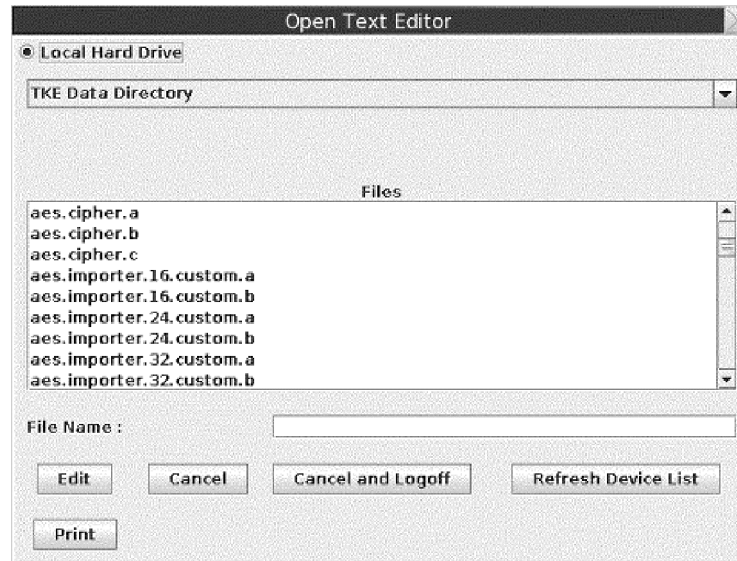 Open Text Editor
Local Hard Drive
TKE Data Directory
Files
aes.cipher.a
aes.cipher.b
aes.cipher.c
aes.importer.16.custom.a
aes.importer.16.custom.b
aes.importer.24.custom.a
aes.importer.24.custom.b
aes.importer.32.custom.a
aes.importer.32.custom.b
File Name :
Edit Cancel Cancel and Logoff Refresh Device List
Print